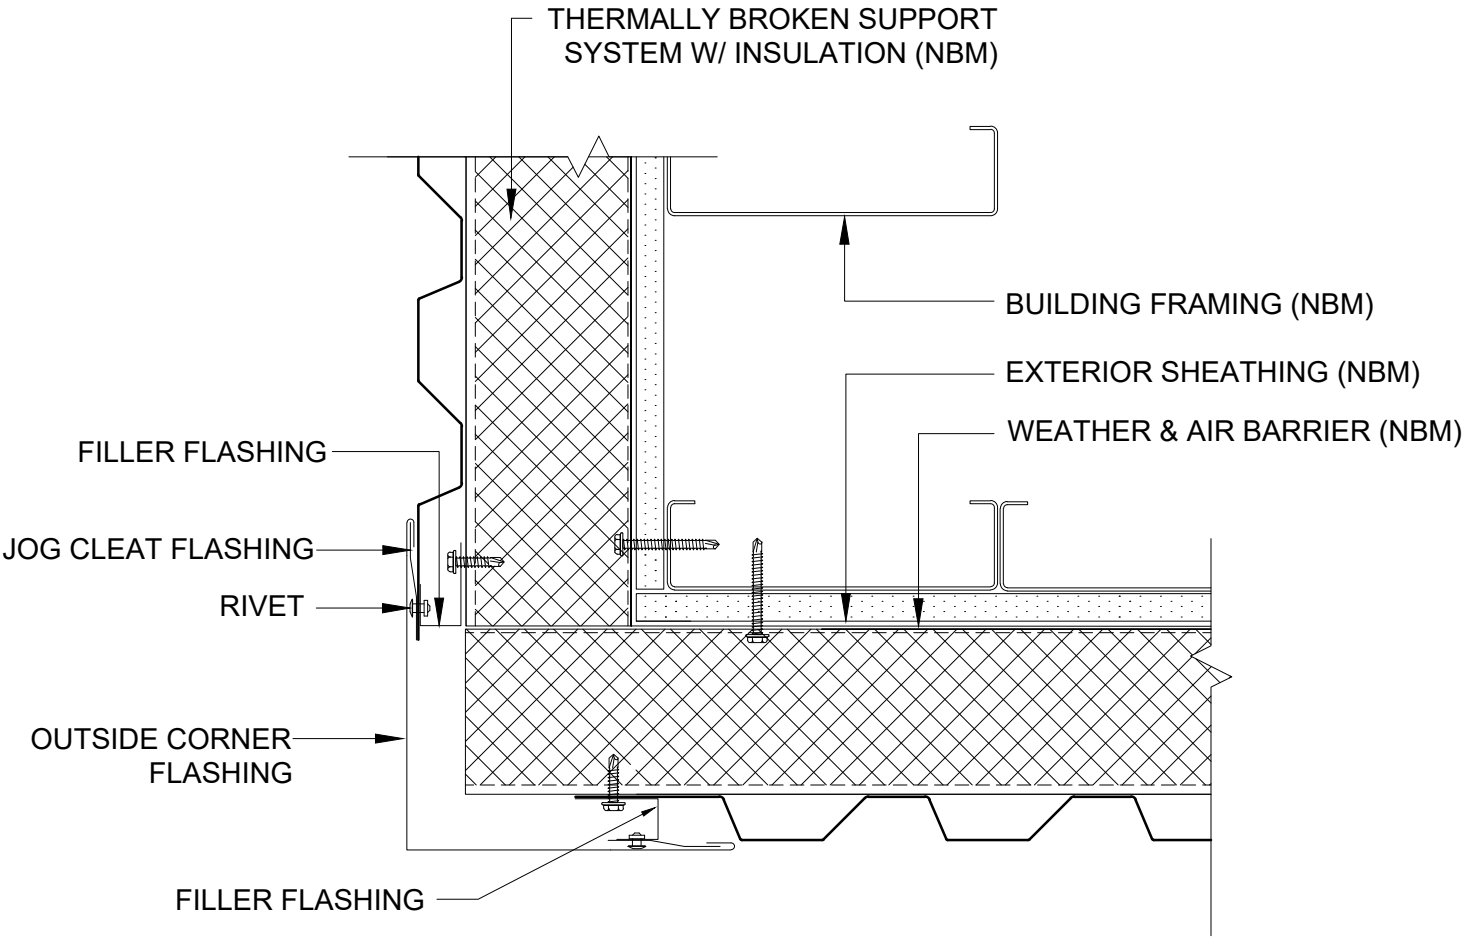 THERMALLY BROKEN SUPPORT
SYSTEM W/ INSULATION (NBM)
BUILDING FRAMING (NBM)
EXTERIOR SHEATHING (NBM)
WEATHER & AIR BARRIER (NBM)
FILLER FLASHING
JOG CLEAT FLASHING
RIVET
OUTSIDE CORNER
FLASHING
FILLER FLASHING